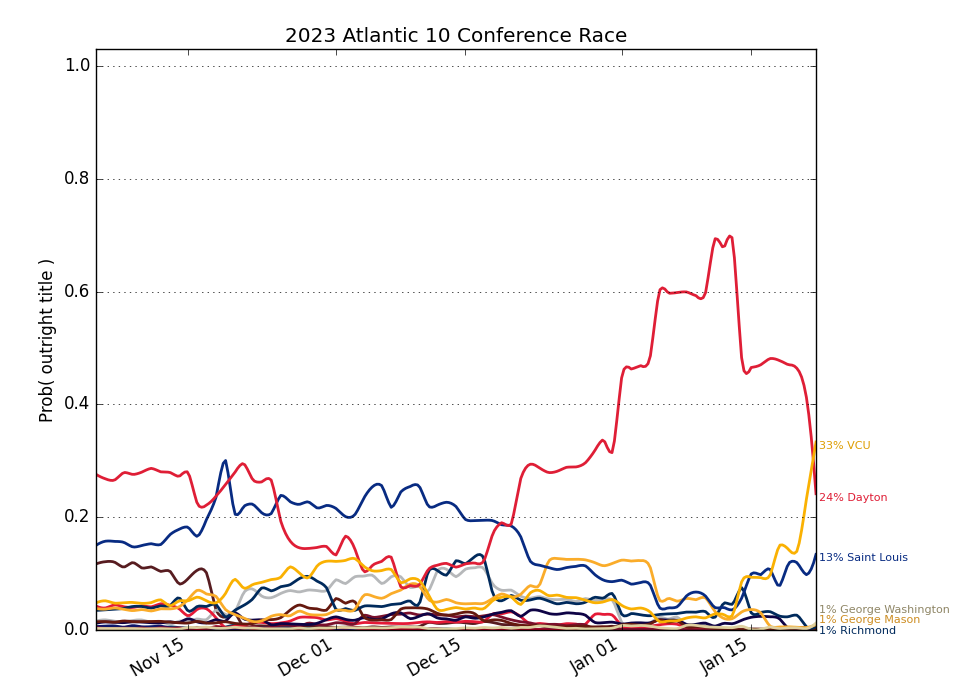 2023 Atlantic 10 Conference Race
Prob( outright title )
1.0
0.8
0.6
0.4
0.2
0.0
Nov 15
Dec 01
Dec 15
Jan 01
Jan 15
33% VCU
24% Dayton
13% Saint Louis
1% George Washington
1% George Mason
1% Richmond